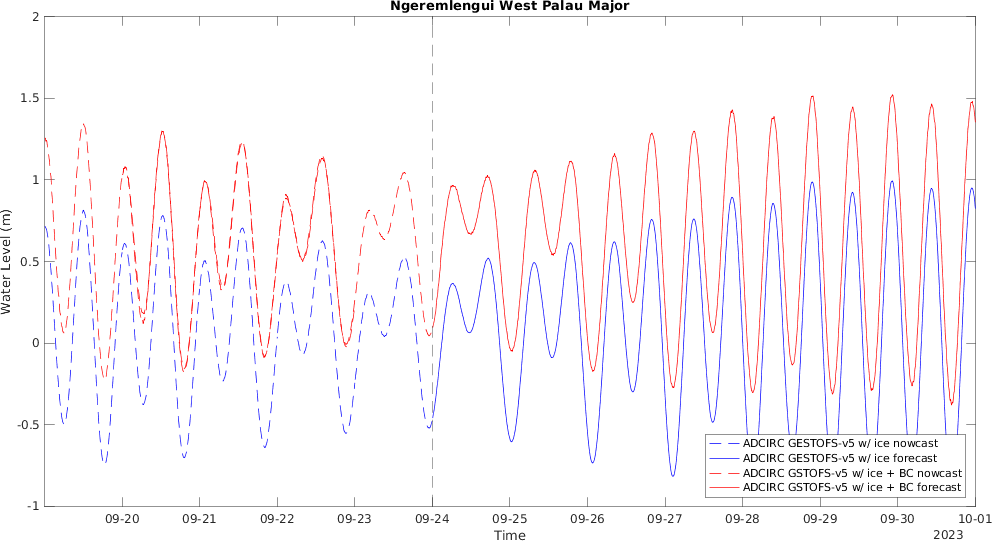 Ngeremlengui West Palau Major
Water Level (m)
2
1.5
1
0.5
0
-0.5
-1
09-20
09-21
09-22
09-23
09-24
09-25
09-26
09-27
09-28
09-29
09-30
10-01
Time
2023
ADCIRC GESTOFS-v5 w/ ice nowcast
ADCIRC GESTOFS-v5 w/ ice forecast
ADCIRC GSTOFS-v5 w/ ice + BC nowcast
ADCIRC GSTOFS-v5 w/ ice + BC forecast